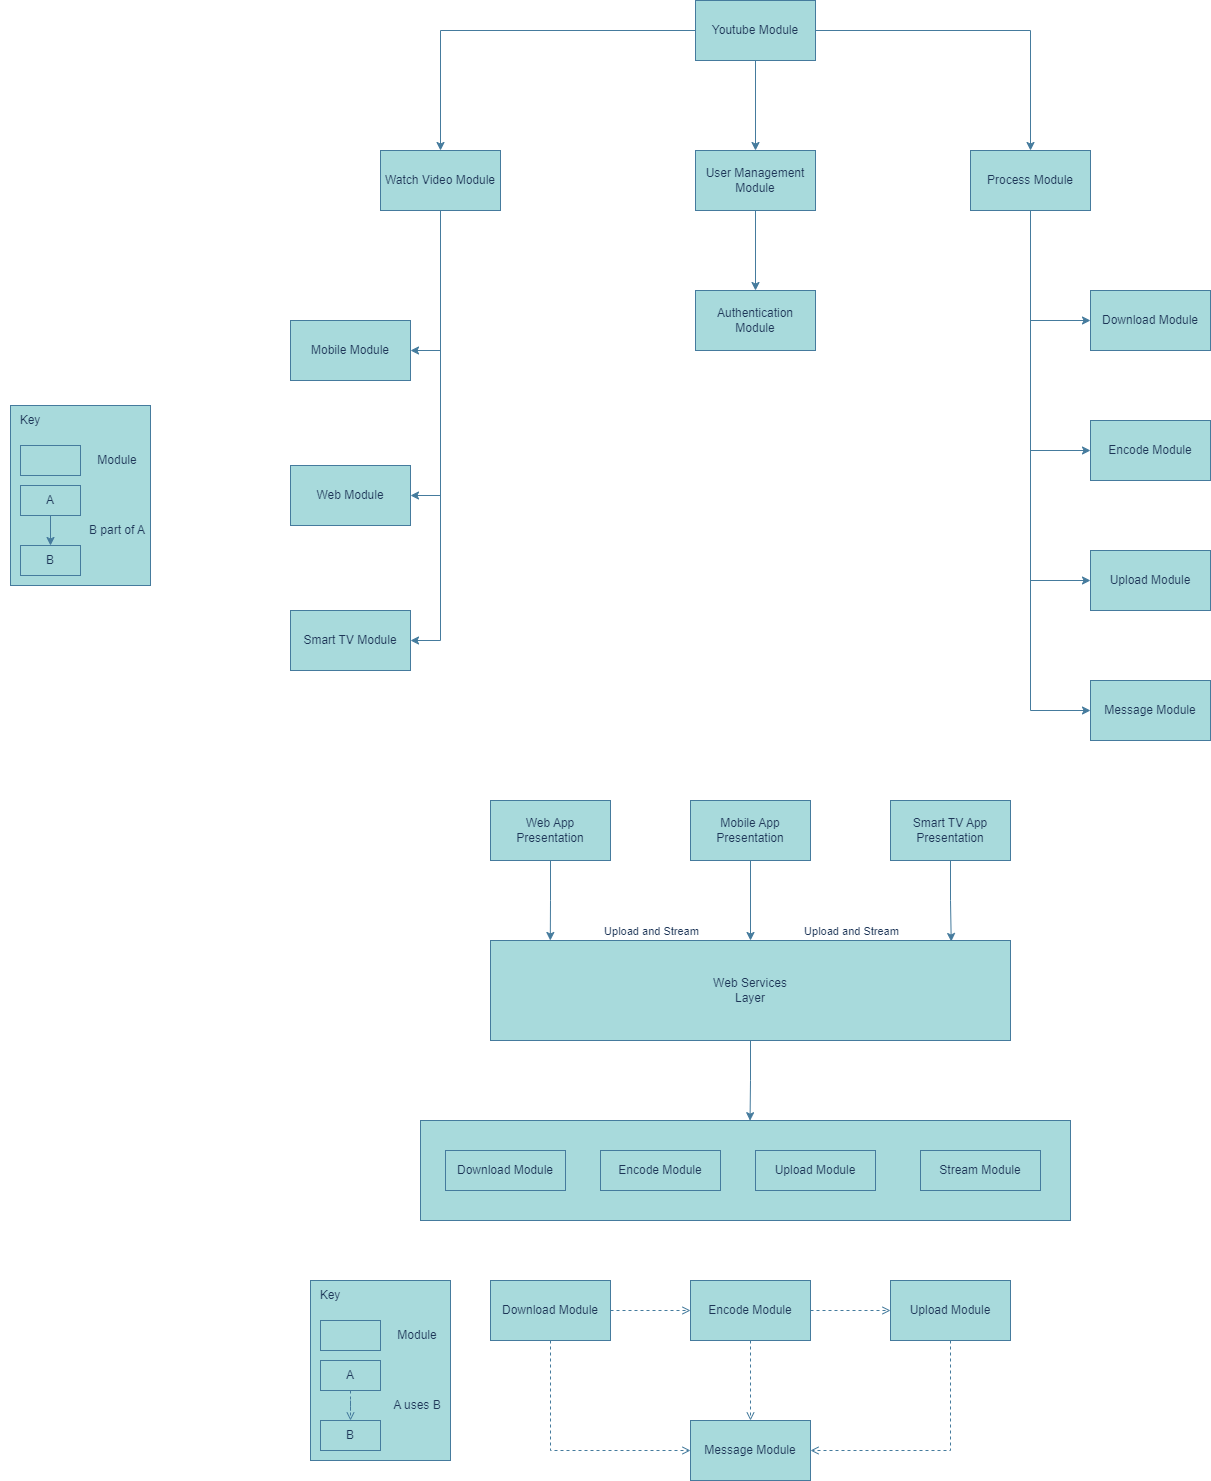 Youtube Module
Watch Video Module
User Management
Module
Process Module
Authentication
Module
Download Module
Mobile Module
Encode Module
Web Module
Key
Module
A
B part of A
B
Upload Module
Smart TV Module
Message Module
Web App
Presentation
Mobile App
Presentation
Smart TV App
Presentation
Upload and Stream
Upload and Stream
Web Services
Layer
Download Module
Encode Module
Upload Module
Stream Module
Key
Module
A
A uses B
B
Download Module
Encode Module
Upload Module
Message Module